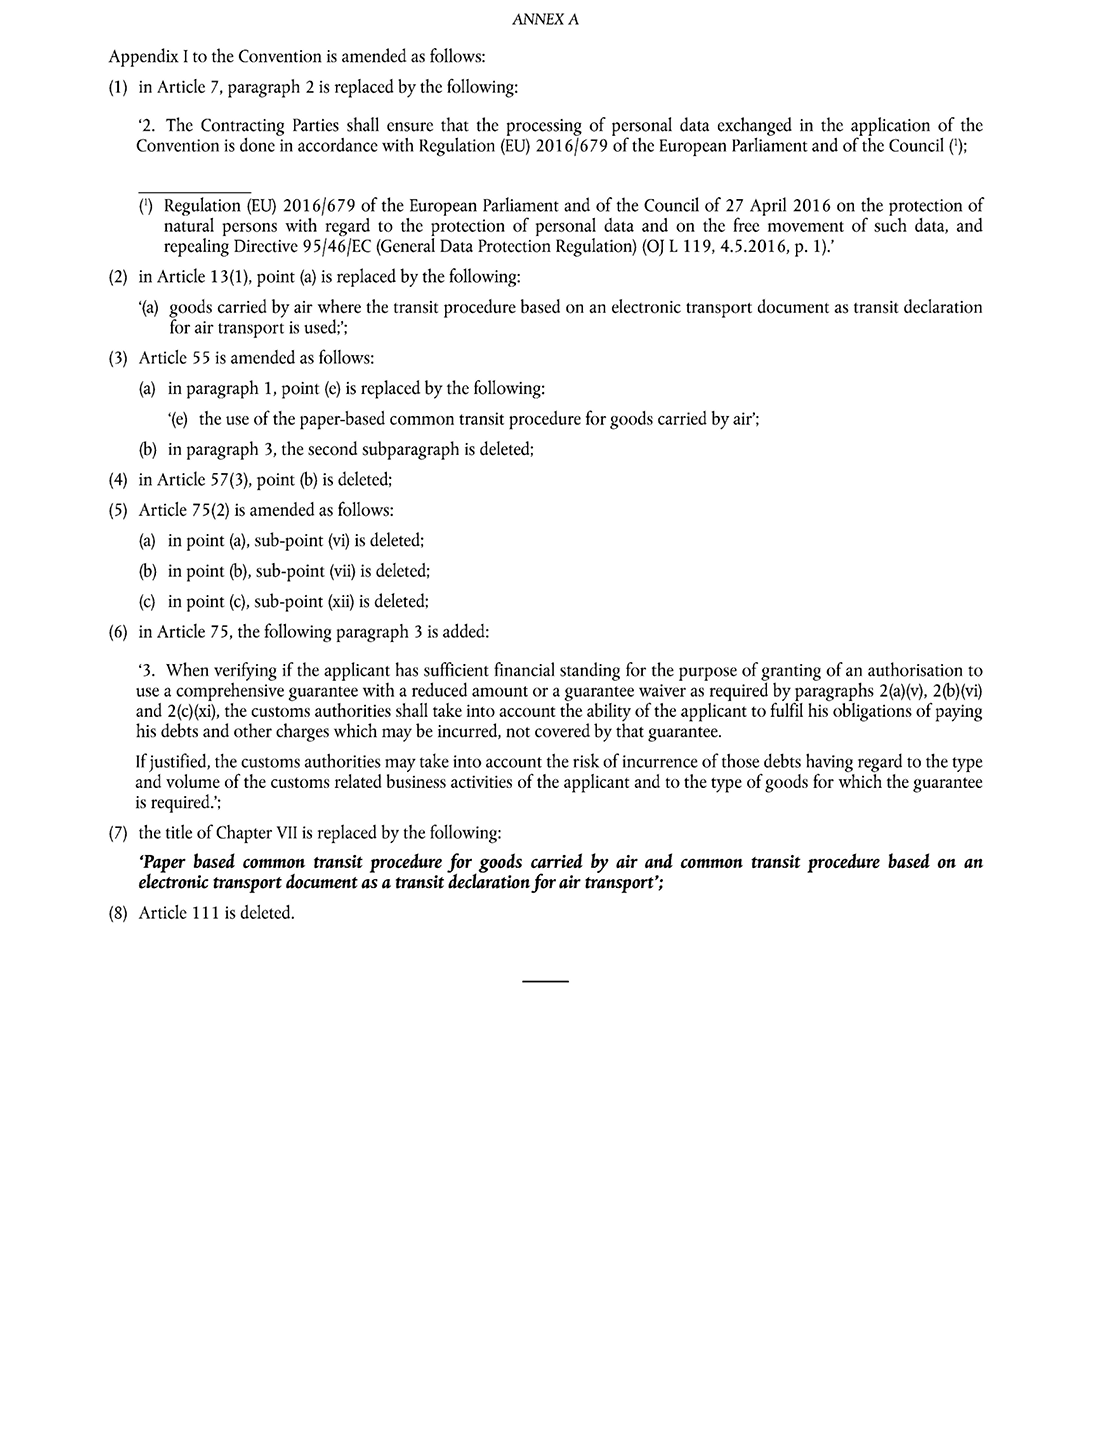 ANNEX A
Appendix I to the Convention is amended as follows:
(1) in Article 7, paragraph 2 is replaced by the following:
‘2. The Contracting Parties shall ensure that the processing of personal data exchanged in the application of the
Convention is done in accordance with Regulation (EU) 2016/679 of the European Parliament and of the Council (¹);
(¹) Regulation (EU) 2016/679 of the European Parliament and of the Council of 27 April 2016 on the protection of
natural persons with regard to the protection of personal data and on the free movement of such data, and
repealing Directive 95/46/EC (General Data Protection Regulation) (OJ L 119, 4.5.2016, p. 1).’
(2) in Article 13(1), point (a) is replaced by the following:
‘(a) goods carried by air where the transit procedure based on an electronic transport document as transit declaration
for air transport is used;’;
(3) Article 55 is amended as follows:
(a) in paragraph 1, point (e) is replaced by the following:
‘(e) the use of the paper-based common transit procedure for goods carried by air’;
(b) in paragraph 3, the second subparagraph is deleted;
(4) in Article 57(3), point (b) is deleted;
(5) Article 75(2) is amended as follows:
(a) in point (a), sub-point (vi) is deleted;
(b) in point (b), sub-point (vii) is deleted;
(c) in point (c), sub-point (xii) is deleted;
(6) in Article 75, the following paragraph 3 is added:
‘3. When verifying if the applicant has sufficient financial standing for the purpose of granting of an authorisation to
use a comprehensive guarantee with a reduced amount or a guarantee waiver as required by paragraphs 2(a)(v), 2(b)(vi)
and 2(c)(xi), the customs authorities shall take into account the ability of the applicant to fulfil his obligations of paying
his debts and other charges which may be incurred, not covered by that guarantee.
If justified, the customs authorities may take into account the risk of incurrence of those debts having regard to the type
and volume of the customs related business activities of the applicant and to the type of goods for which the guarantee
is required.’;
(7) the title of Chapter VII is replaced by the following:
‘Paper based common transit procedure for goods carried by air and common transit procedure based on an
electronic transport document as a transit declaration for air transport’;
(8) Article 111 is deleted.